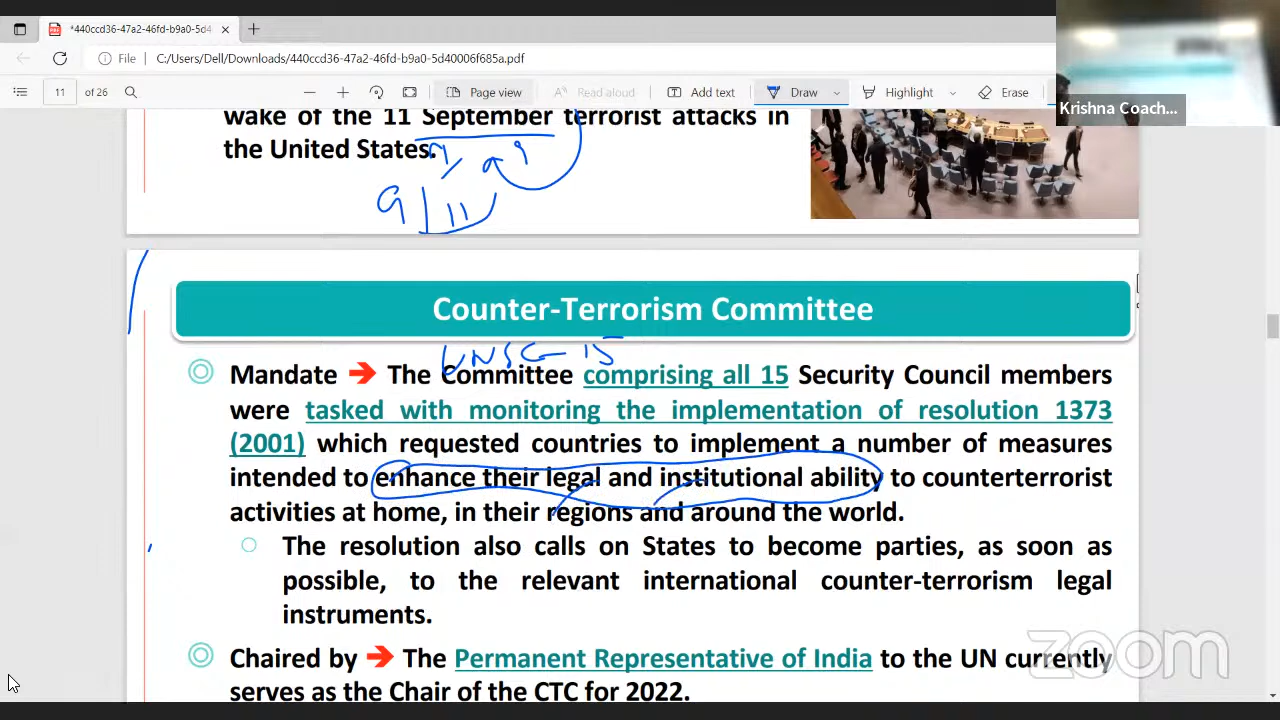 *440ccd36-47a2-46fd-b9a0-5d4
File C:/Users/Dell/Downloads/440ccd36-47a2-46fd-b9a0-5d40006f685a.pdf
11 of 26 Page view Read aloud Add text Draw Highlight Erase
Krishna Coach...
wake of the 11 September terrorist attacks in
the United States.
9 11
Counter-Terrorism Committee
UNSC - 15
Mandate → The Committee comprising all 15 Security Council members
were tasked with monitoring the implementation of resolution 1373
(2001) which requested countries to implement a number of measures
intended to enhance their legal and institutional ability to counterterrorist
activities at home, in their regions and around the world.
The resolution also calls on States to become parties, as soon as
possible, to the relevant international counter-terrorism legal
instruments.
Chaired by → The Permanent Representative of India to the UN currently
serves as the Chair of the CTC for 2022.
zoom